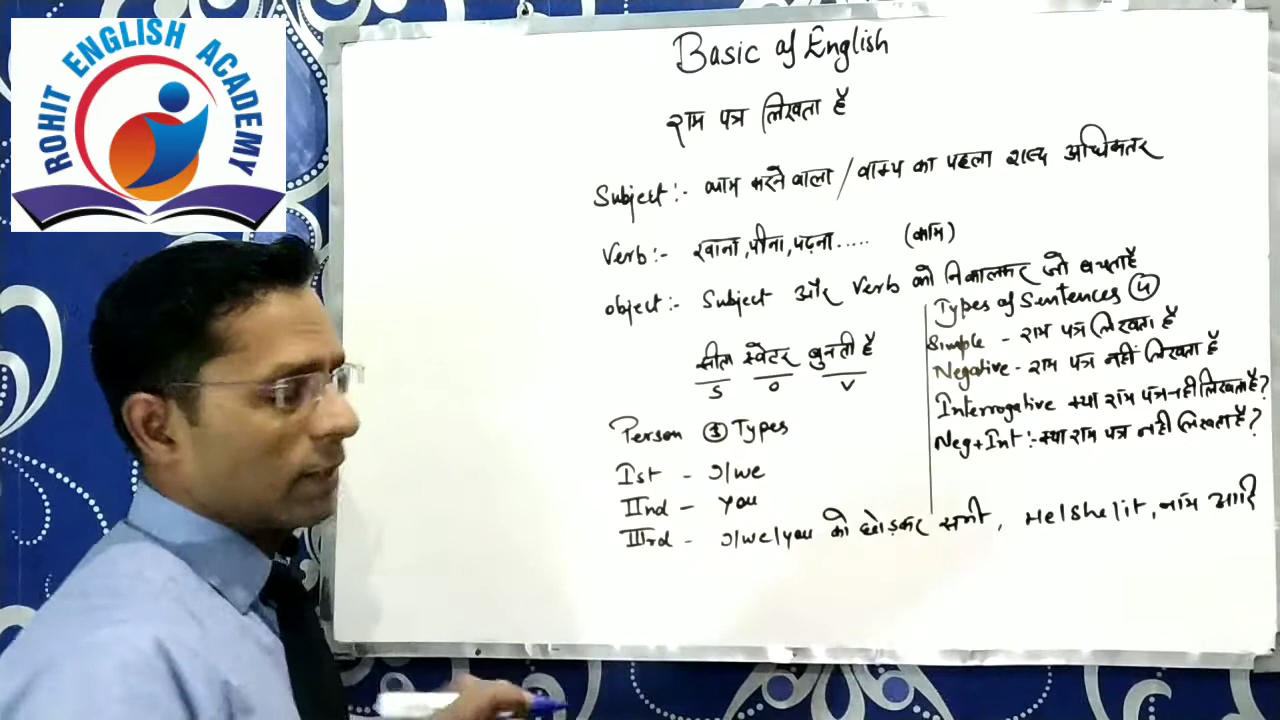 ROHIT ENGLISH ACADEMY
Basic of English
राम पत्र लिखता है
Subject :- काम करने वाला / वाक्य का पहला शब्द अधिकतर
Verb :- खाना, पीना, पढ़ना ..... (काम)
object :- Subject और Verb को निकालकर जो बचता है
सीता स्वेटर बुनती है
S O V
Person 3 Types
Ist - I/we
IInd - you
IIIrd - I/we/you को छोड़कर सभी, He/She/it, नाम आदि
Types of Sentences 4
Simple - राम पत्र लिखता है
Negative - राम पत्र नहीं लिखता है
Interrogative क्या राम पत्र नही लिखता है?
Neg+Int :- क्या राम पत्र नही लिखता है?